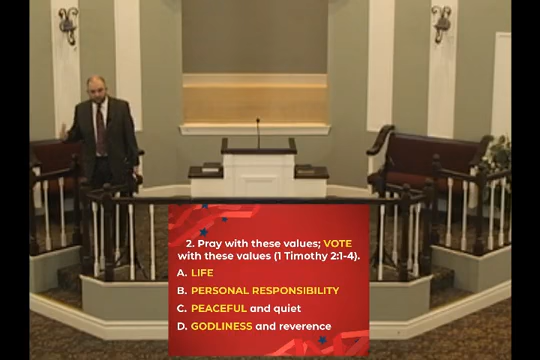 2. Pray with these values; VOTE
with these values (1 Timothy 2:1-4).
A. LIFE
B. PERSONAL RESPONSIBILITY
C. PEACEFUL and quiet
D. GODLINESS and reverence